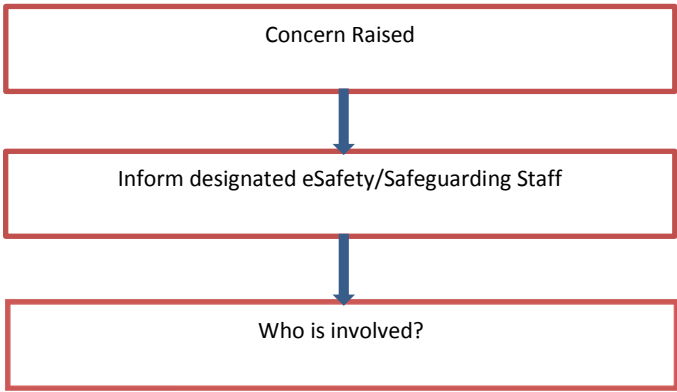 Concern Raised
Inform designated eSafety/Safeguarding Staff
Who is involved?